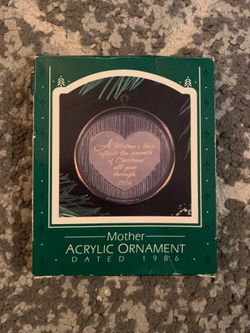 A Mother's love
reflects the warmth
of Christmas
all year
through.
1986
Mother
ACRYLIC ORNAMENT
DATED 1986